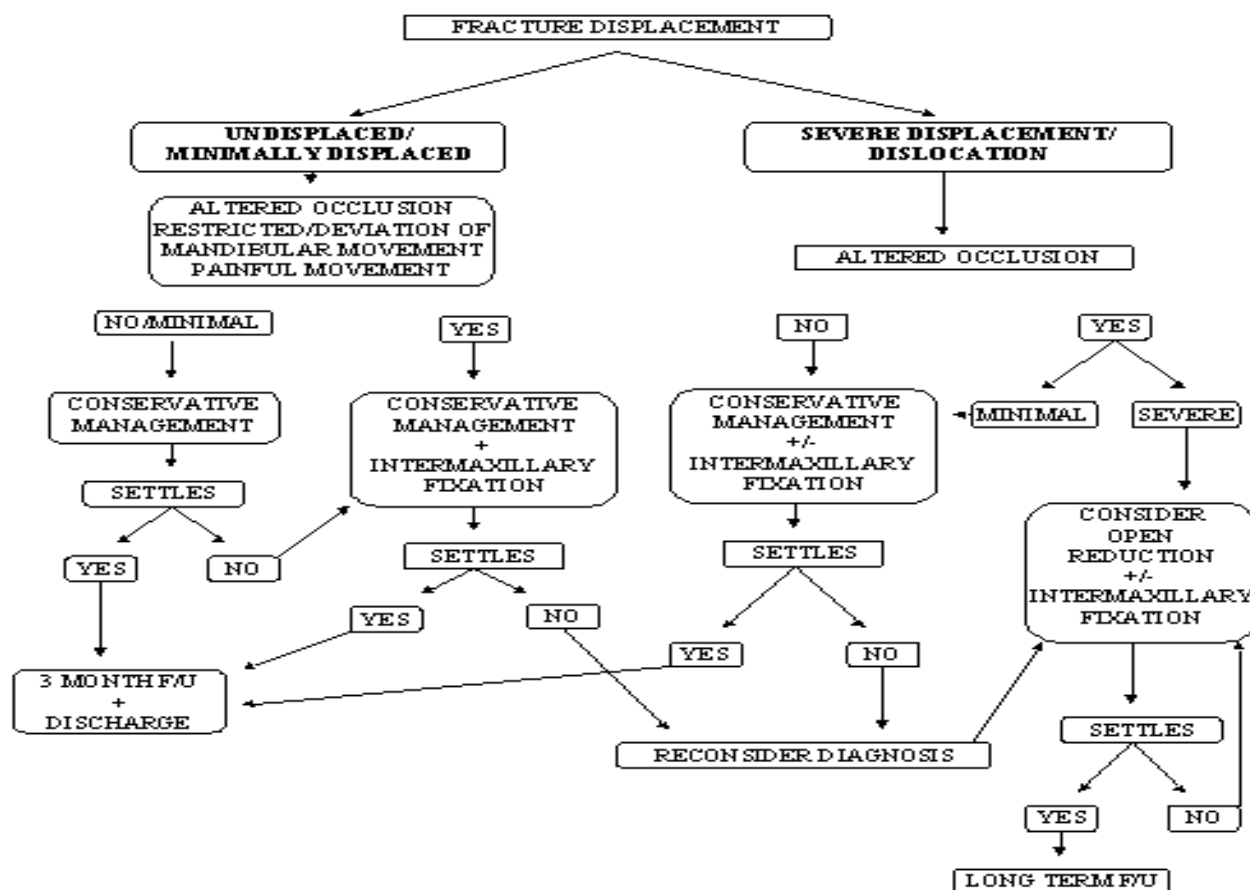 FRACTURE DISPLACEMENT
UNDISPLACED/
MINIMALLY DISPLACED
SEVERE DISPLACEMENT/
DISLOCATION
ALTERED OCCLUSION
RESTRICTED/DEVIATION OF
MANDIBULAR MOVEMENT
PAINFUL MOVEMENT
ALTERED OCCLUSION
NO/MINIMAL
YES
NO
YES
CONSERVATIVE
MANAGEMENT
CONSERVATIVE
MANAGEMENT
+
INTERMAXILLARY
FIXATION
CONSERVATIVE
MANAGEMENT
+/-
INTERMAXILLARY
FIXATION
MINIMAL
SEVERE
SETTLES
CONSIDER
OPEN
REDUCTION
+/-
INTERMAXILLARY
FIXATION
YES
NO
SETTLES
SETTLES
YES
NO
YES
NO
3 MONTH F/U
+
DISCHARGE
RECONSIDER DIAGNOSIS
SETTLES
YES
NO
LONG TERM F/U